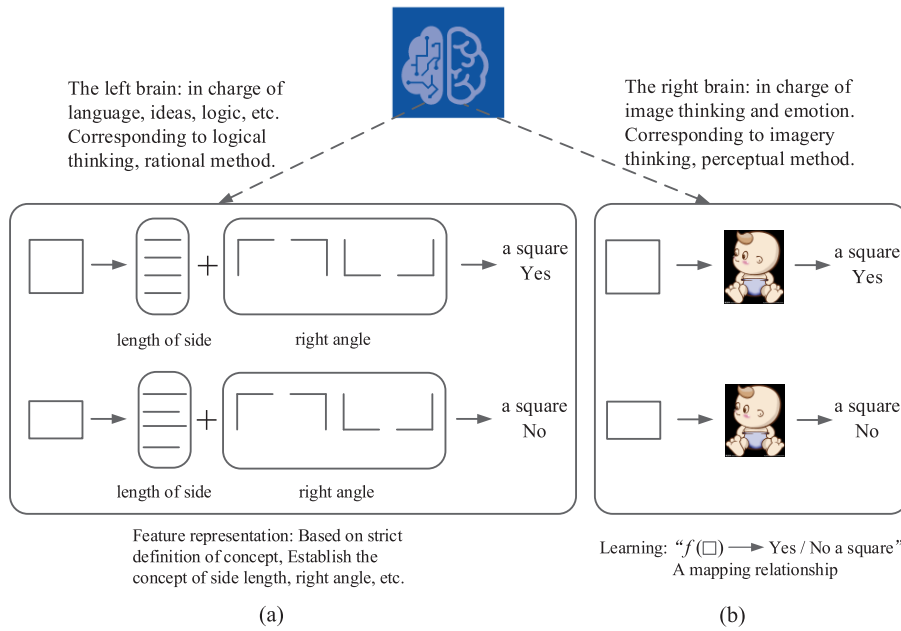 The left brain: in charge of
language, ideas, logic, etc.
Corresponding to logical
thinking, rational method.
The right brain: in charge of
image thinking and emotion.
Corresponding to imagery
thinking, perceptual method.
+
a square
Yes
length of side
right angle
+
a square
No
length of side
right angle
a square
Yes
a square
No
Feature representation: Based on strict
definition of concept, Establish the
concept of side length, right angle, etc.
(a)
Learning: “f(□) ⟶ Yes / No a square”
A mapping relationship
(b)